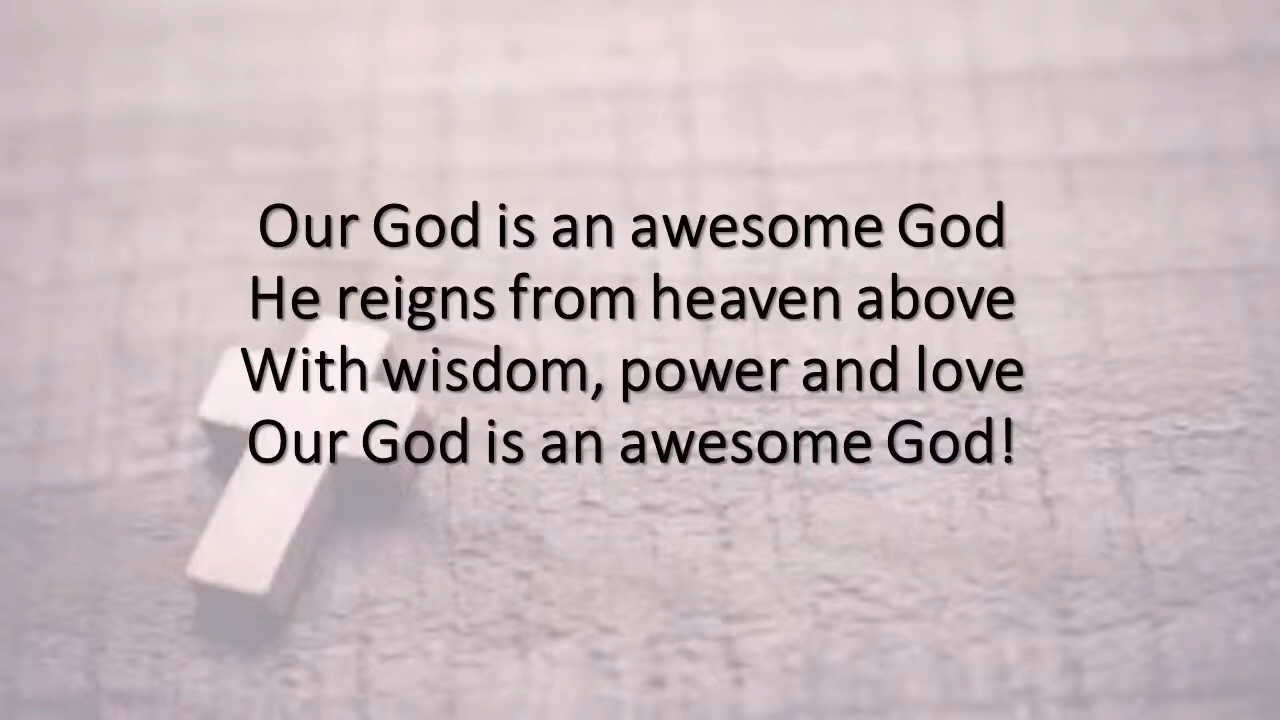 Our God is an awesome God
He reigns from heaven above
With wisdom, power and love
Our God is an awesome God!